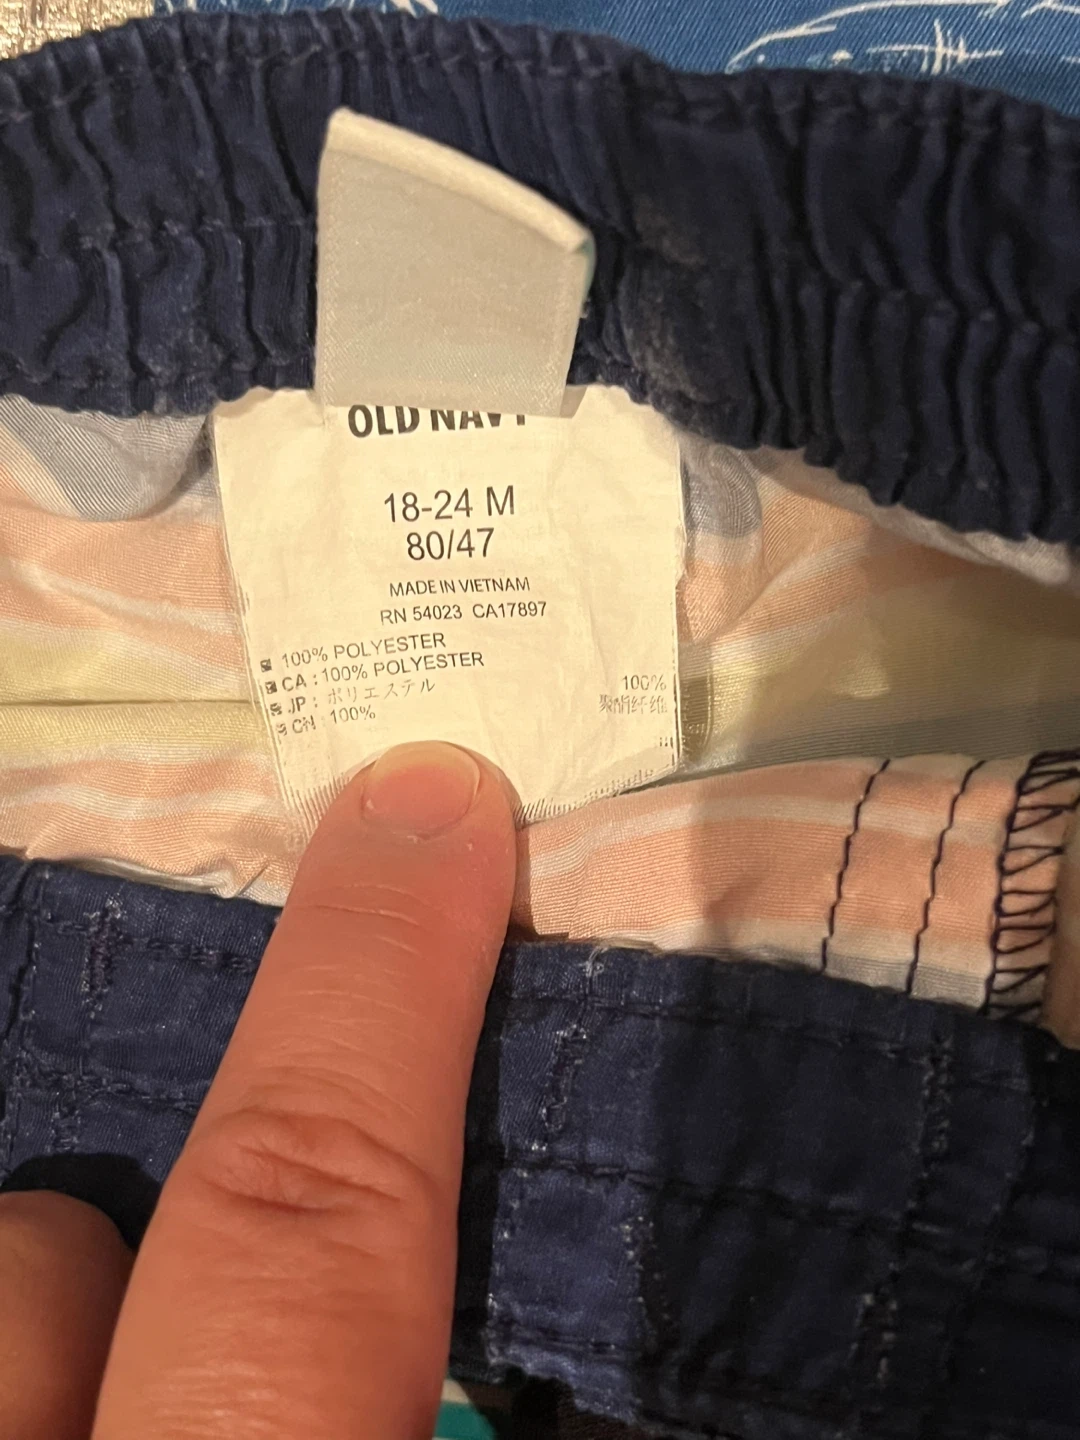 OLD NAVY
18-24 M
80/47
MADE IN VIETNAM
RN 54023 CA17897
100% POLYESTER
CA : 100% POLYESTER
JP : ポリエステル 100%
CN : 100% 聚酯纤维